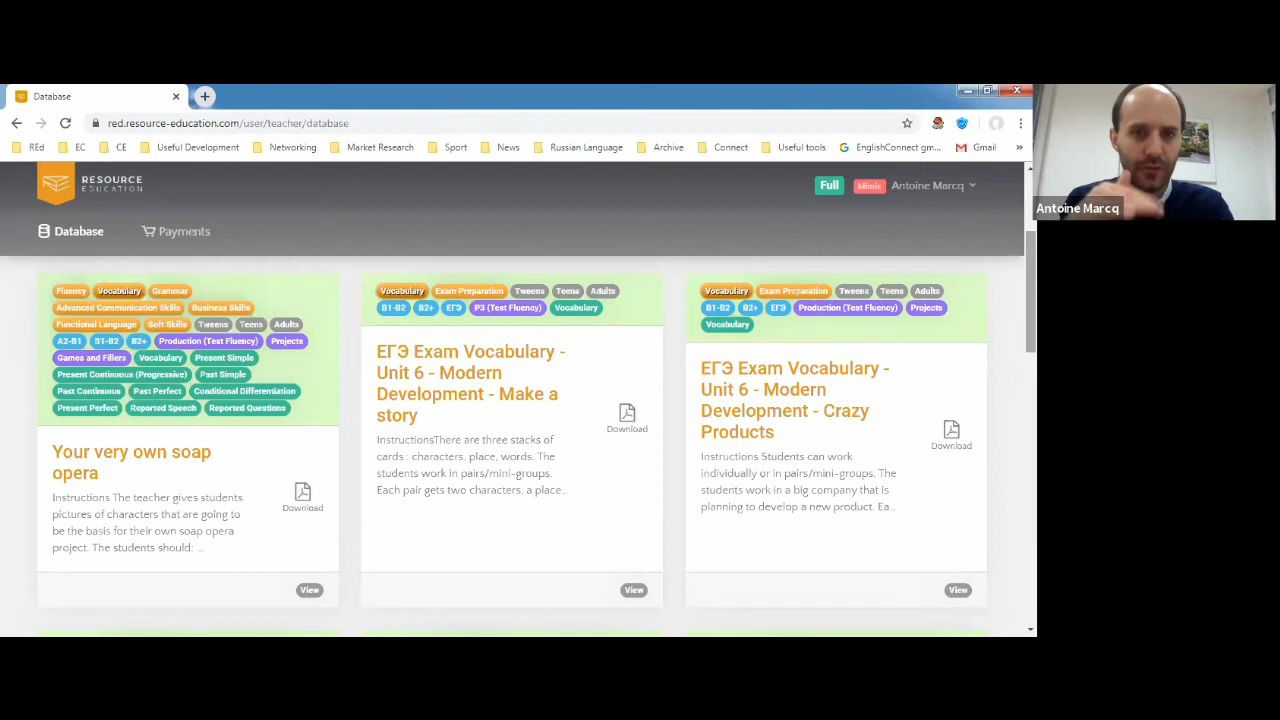 Database
red.resource-education.com/user/teacher/database
REd EC CE Useful Development Networking Market Research Sport News Russian Language Archive Connect Useful tools EnglishConnect gm... Gmail »
RESOURCE
EDUCATION
Full Mimic Antoine Marcq
Database Payments
Fluency Vocabulary Grammar
Advanced Communication Skills Business Skills
Functional Language Soft Skills Tweens Teens Adults
A2-B1 B1-B2 B2+ Production (Test Fluency) Projects
Games and Fillers Vocabulary Present Simple
Present Continuous (Progressive) Past Simple
Past Continuous Past Perfect Conditional Differentiation
Present Perfect Reported Speech Reported Questions
Your very own soap
opera
Instructions The teacher gives students
pictures of characters that are going to
be the basis for their own soap opera
project. The students should: ...
Download
View
Vocabulary Exam Preparation Tweens Teens Adults
B1-B2 B2+ ЕГЭ P3 (Test Fluency) Vocabulary
ЕГЭ Exam Vocabulary -
Unit 6 - Modern
Development - Make a
story
InstructionsThere are three stacks of
cards : characters, place, words. The
students work in pairs/mini-groups.
Each pair gets two characters, a place...
Download
View
Vocabulary Exam Preparation Tweens Teens Adults
B1-B2 B2+ ЕГЭ Production (Test Fluency) Projects
Vocabulary
ЕГЭ Exam Vocabulary -
Unit 6 - Modern
Development - Crazy
Products
Instructions Students can work
individually or in pairs/mini-groups. The
students work in a big company that is
planning to develop a new product. Ea...
Download
View
Antoine Marcq